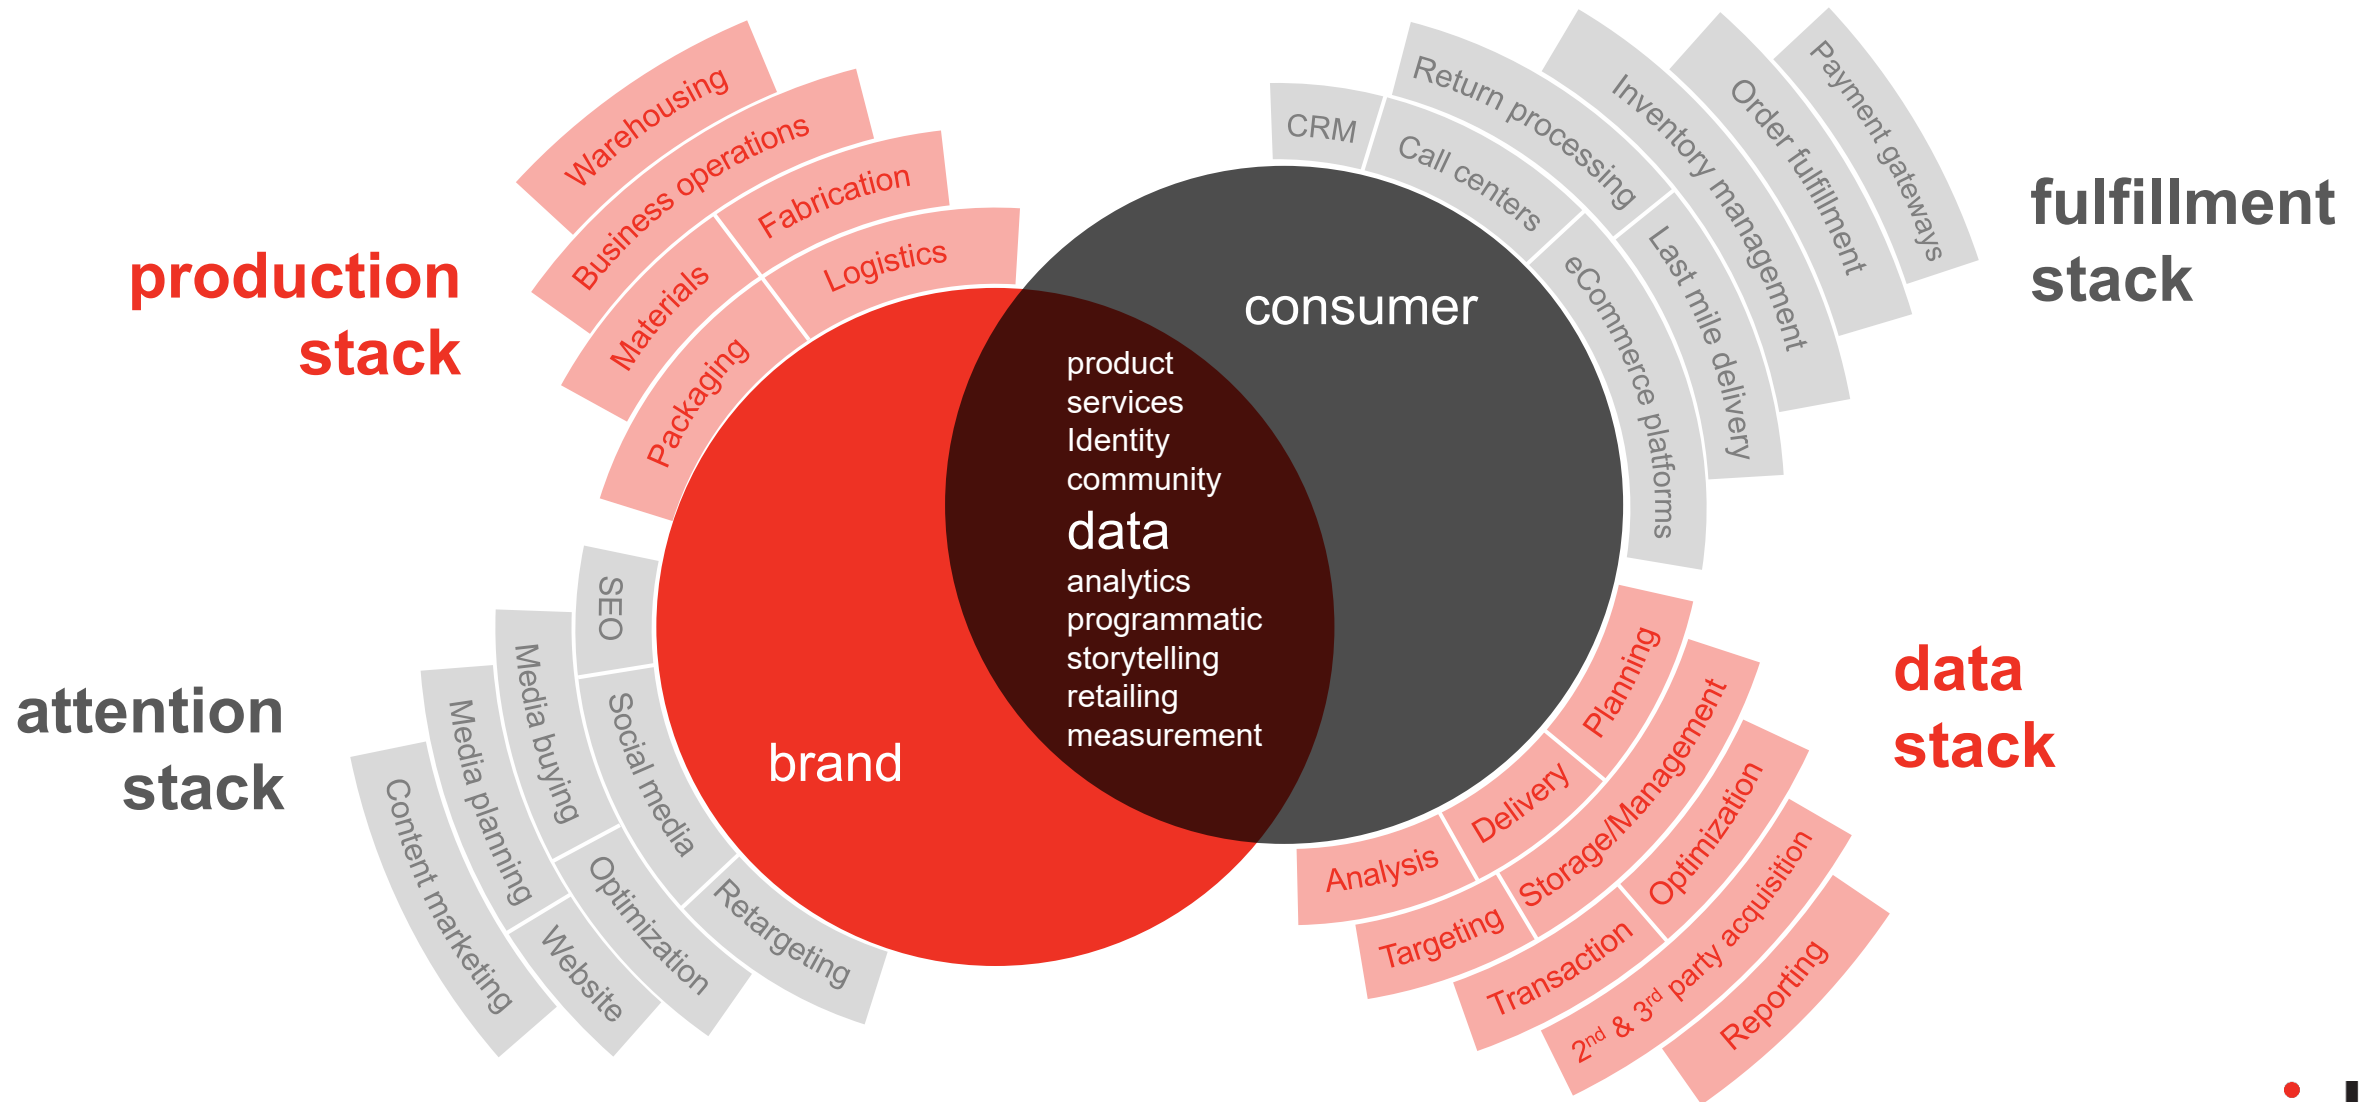 production
stack
Warehousing
Business operations
Materials
Fabrication
Packaging
Logistics
attention
stack
SEO
Social media
Retargeting
Media buying
Optimization
Media planning
Website
Content marketing
brand
consumer
product
services
Identity
community
data
analytics
programmatic
storytelling
retailing
measurement
fulfillment
stack
CRM
Call centers
eCommerce platforms
Return processing
Last mile delivery
Inventory management
Order fulfillment
Payment gateways
data
stack
Planning
Delivery
Analysis
Storage/Management
Targeting
Optimization
Transaction
2nd & 3rd party acquisition
Reporting